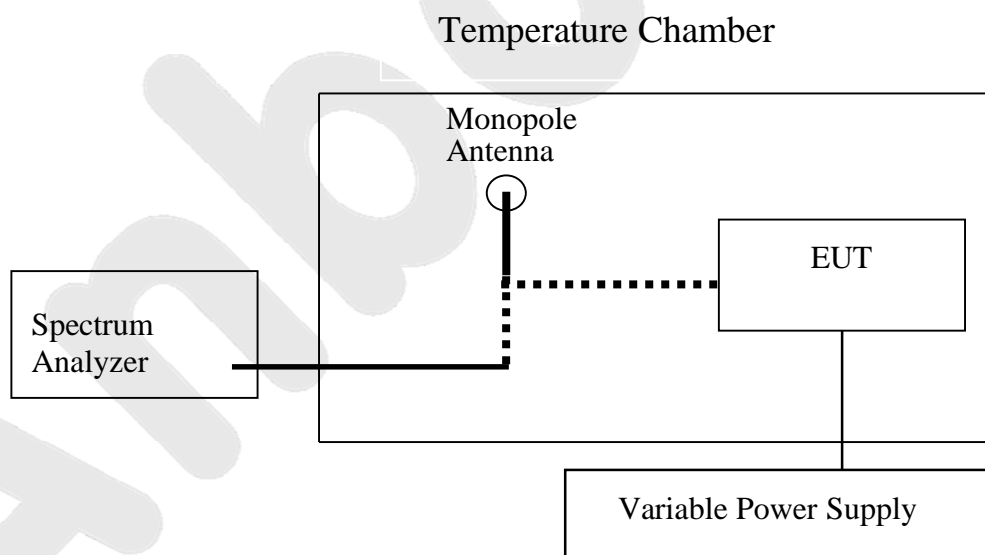 Temperature Chamber
Monopole
Antenna
EUT
Spectrum
Analyzer
Variable Power Supply